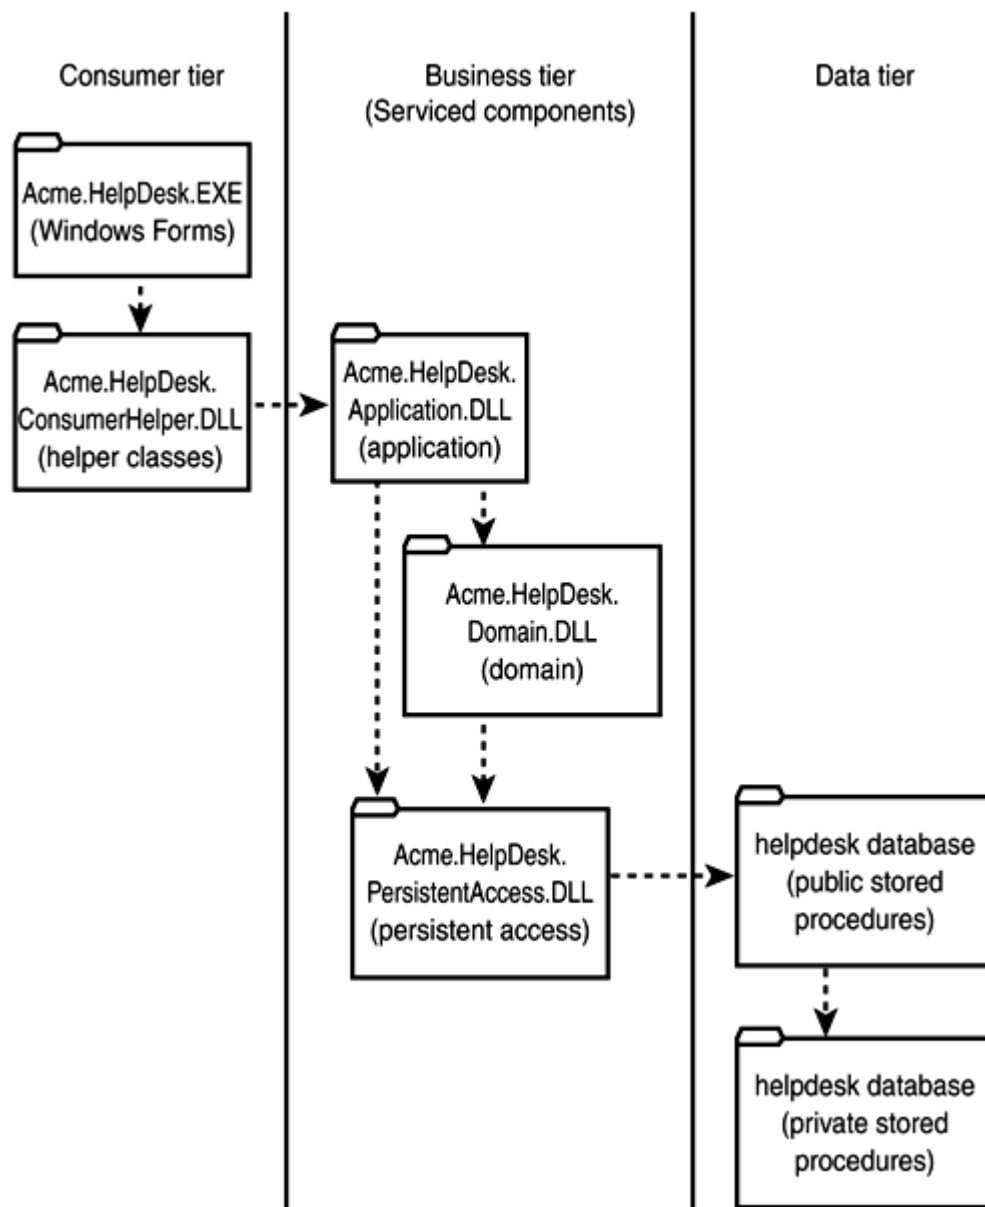 Consumer tier
Business tier
(Serviced components)
Data tier
Acme.HelpDesk.EXE
(Windows Forms)
Acme.HelpDesk.
ConsumerHelper.DLL
(helper classes)
Acme.HelpDesk.
Application.DLL
(application)
Acme.HelpDesk.
Domain.DLL
(domain)
Acme.HelpDesk.
PersistentAccess.DLL
(persistent access)
helpdesk database
(public stored
procedures)
helpdesk database
(private stored
procedures)